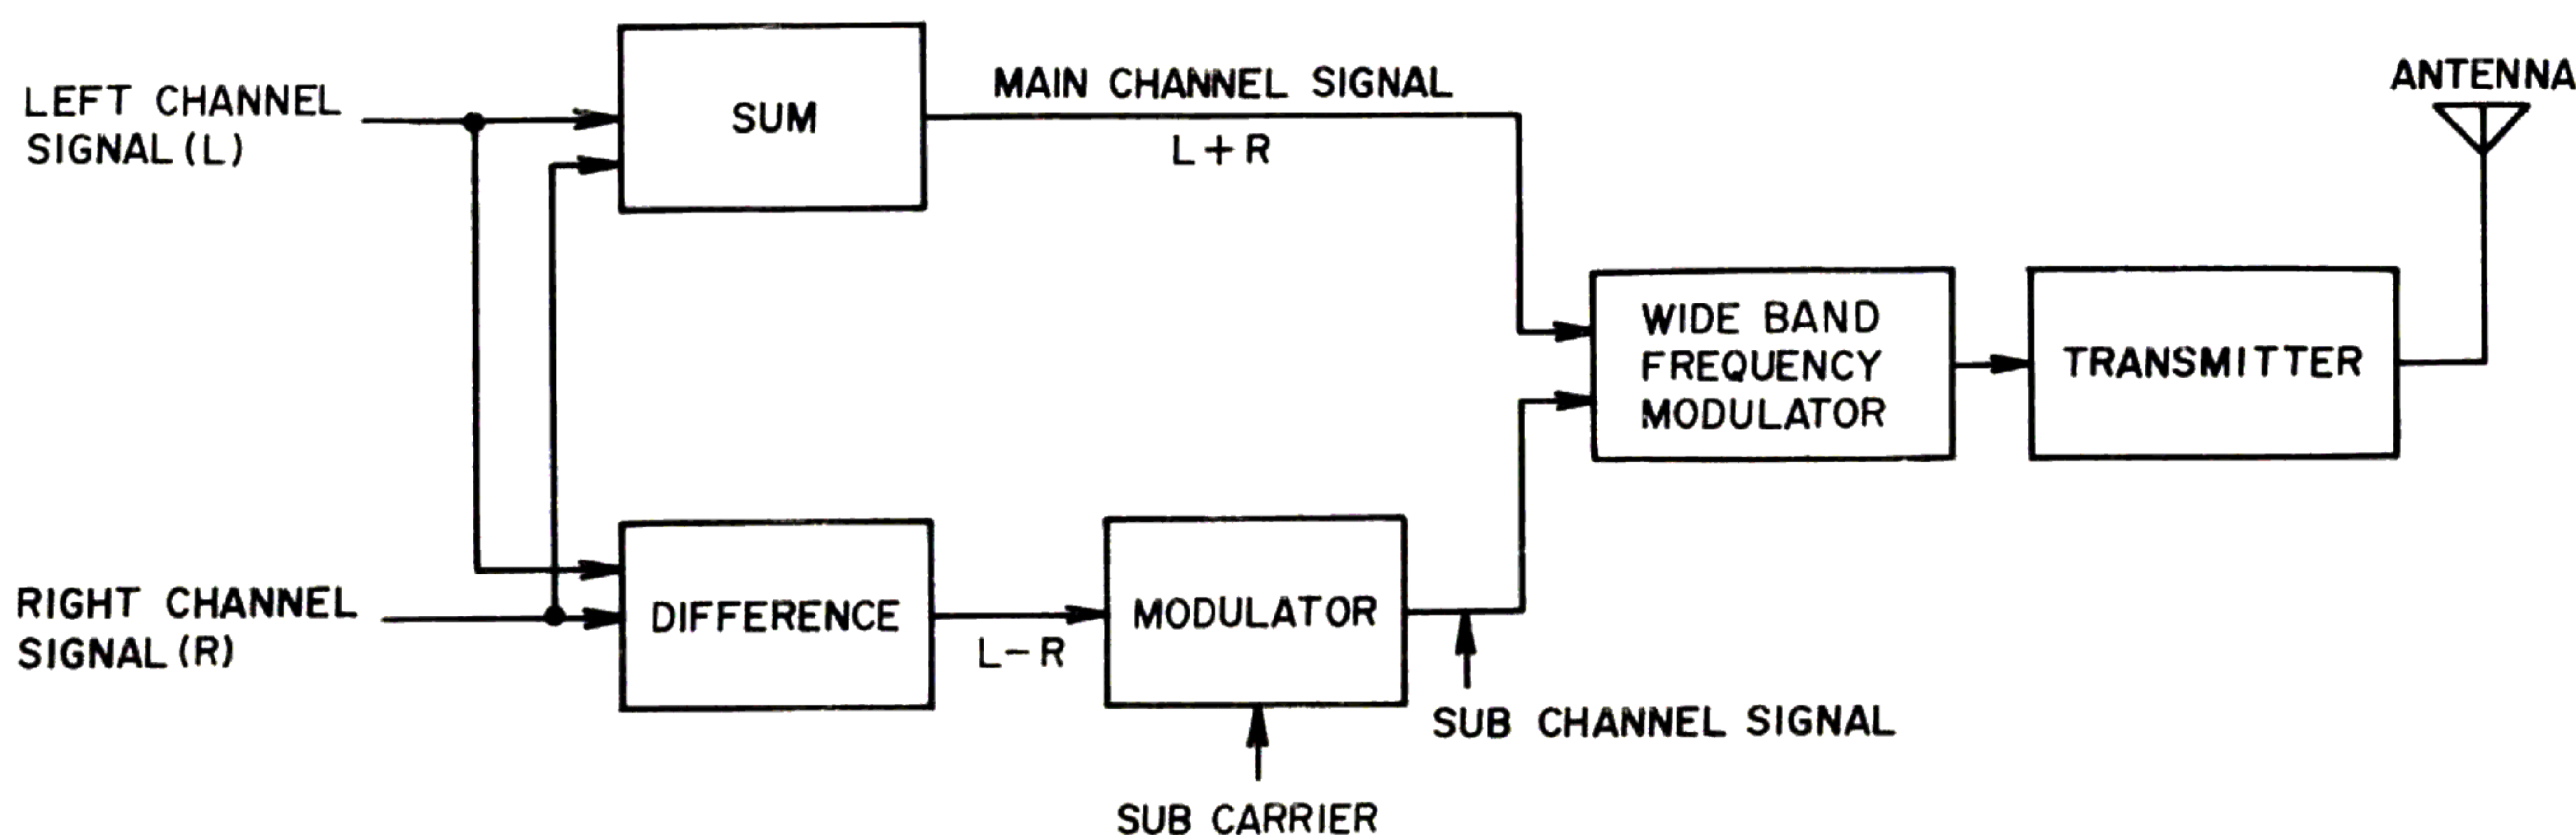 LEFT CHANNEL
SIGNAL (L)
SUM
MAIN CHANNEL SIGNAL
L+R
ANTENNA
WIDE BAND
FREQUENCY
MODULATOR
TRANSMITTER
RIGHT CHANNEL
SIGNAL (R)
DIFFERENCE
L-R
MODULATOR
SUB CHANNEL SIGNAL
SUB CARRIER